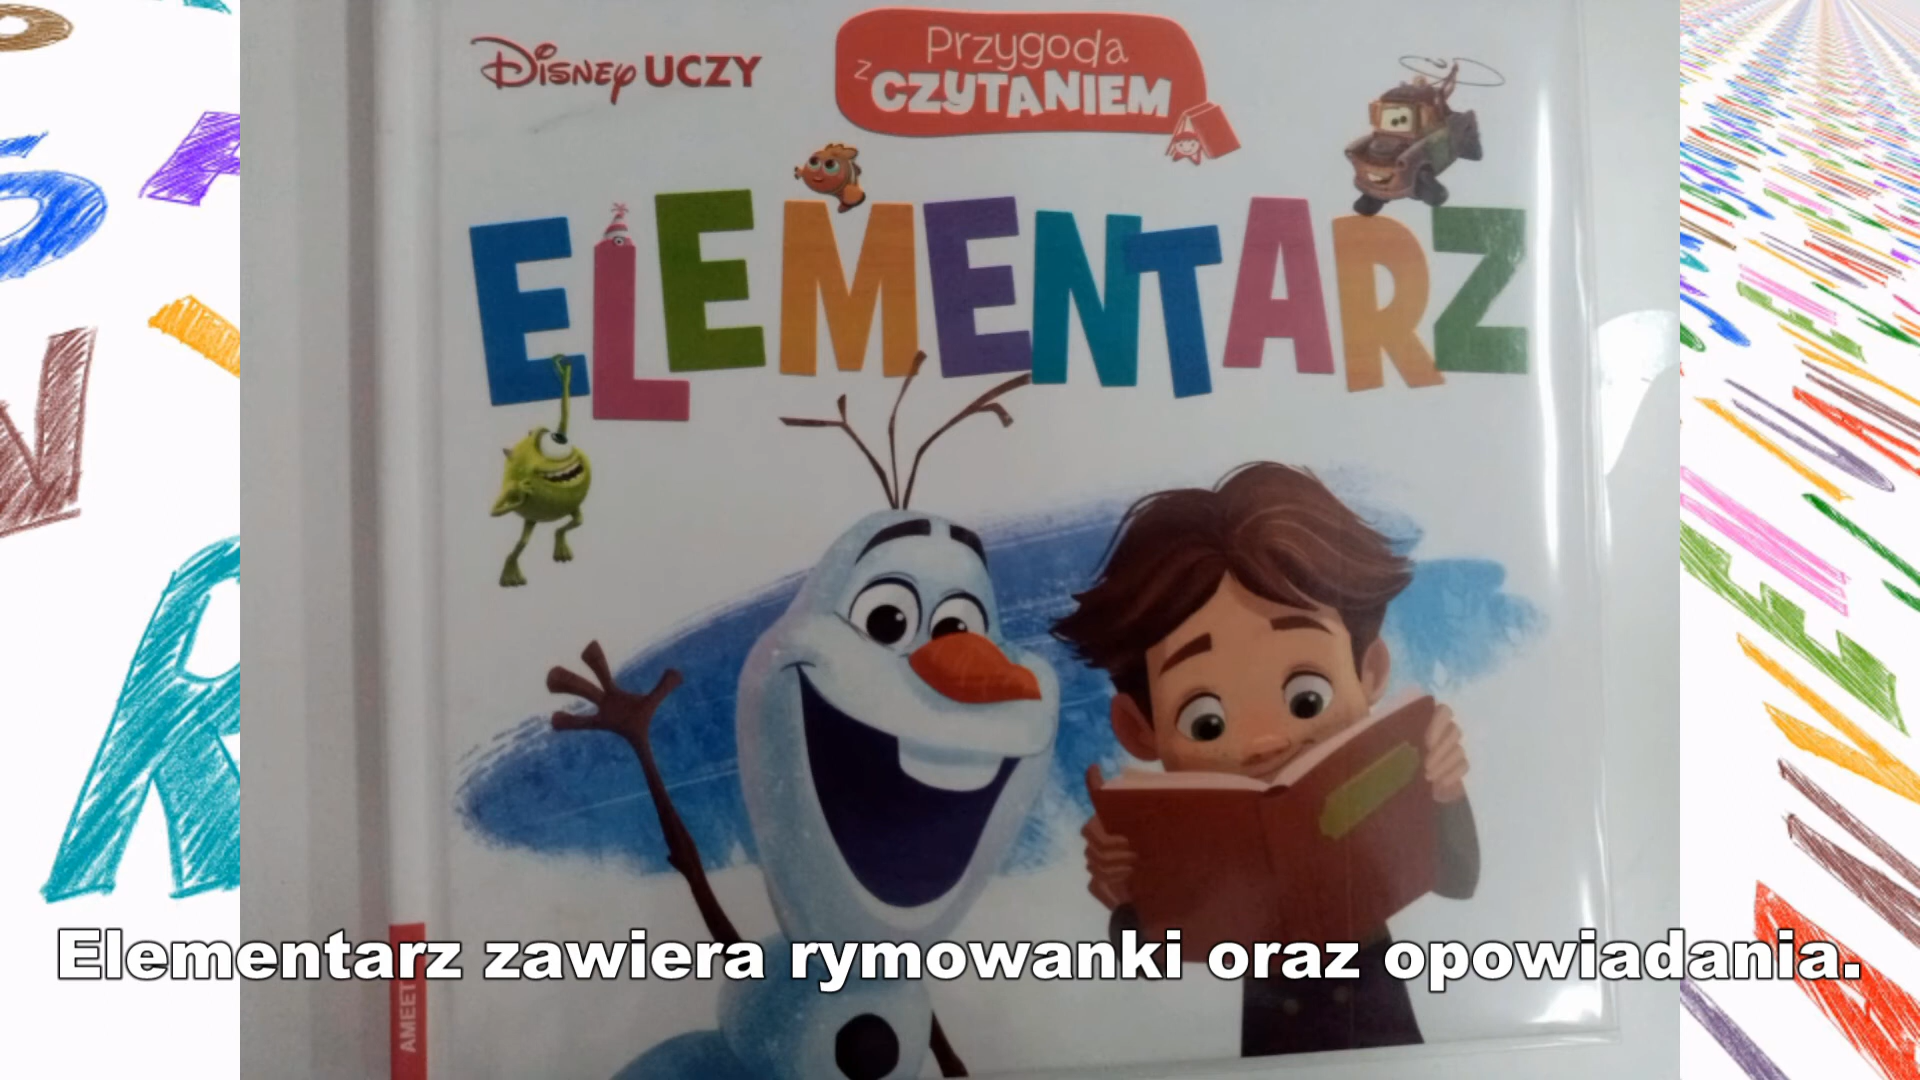 Disney UCZY
Przygoda
z CZYTANIEM
ELEMENTARZ
AMEET
Elementarz zawiera rymowanki oraz opowiadania.